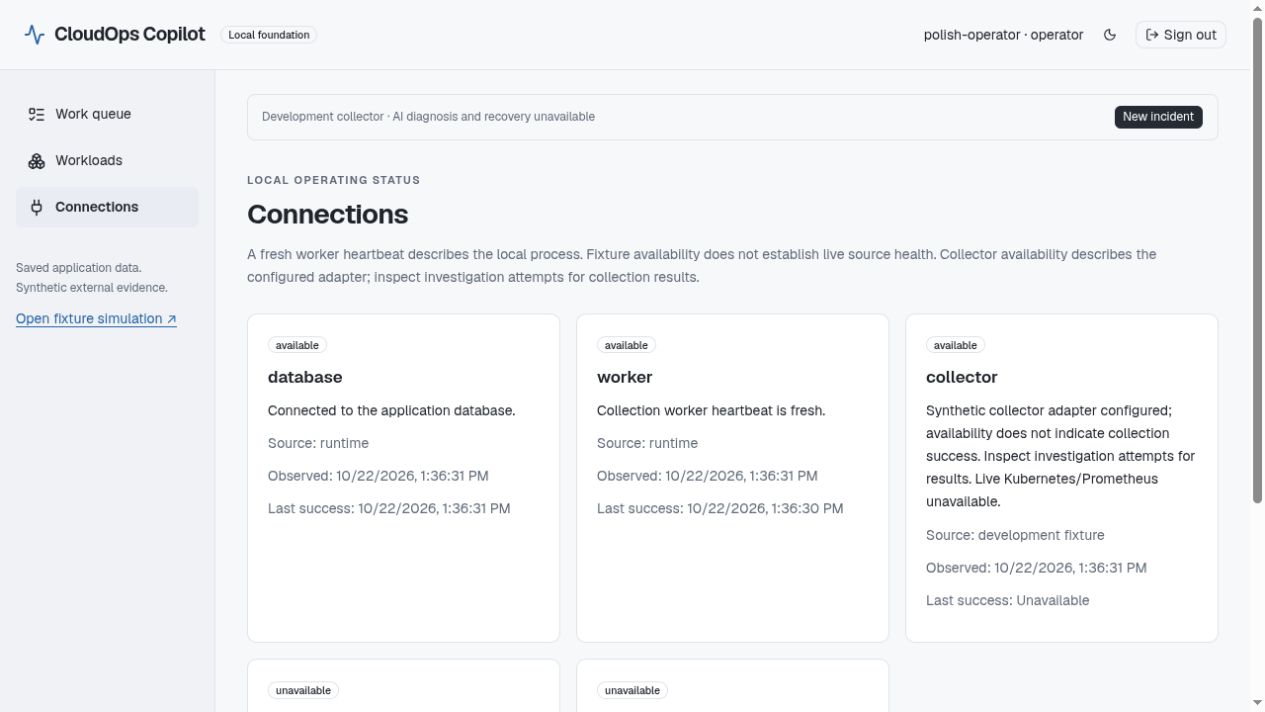 CloudOps Copilot
Local foundation
polish-operator · operator
Sign out
Work queue
Workloads
Connections
Saved application data.
Synthetic external evidence.
Open fixture simulation ↗
Development collector · AI diagnosis and recovery unavailable
New incident
LOCAL OPERATING STATUS
Connections
A fresh worker heartbeat describes the local process. Fixture availability does not establish live source health. Collector availability describes the
configured adapter; inspect investigation attempts for collection results.
available
database
Connected to the application database.
Source: runtime
Observed: 10/22/2026, 1:36:31 PM
Last success: 10/22/2026, 1:36:31 PM
available
worker
Collection worker heartbeat is fresh.
Source: runtime
Observed: 10/22/2026, 1:36:31 PM
Last success: 10/22/2026, 1:36:30 PM
available
collector
Synthetic collector adapter configured;
availability does not indicate collection
success. Inspect investigation attempts for
results. Live Kubernetes/Prometheus
unavailable.
Source: development fixture
Observed: 10/22/2026, 1:36:31 PM
Last success: Unavailable
unavailable
unavailable